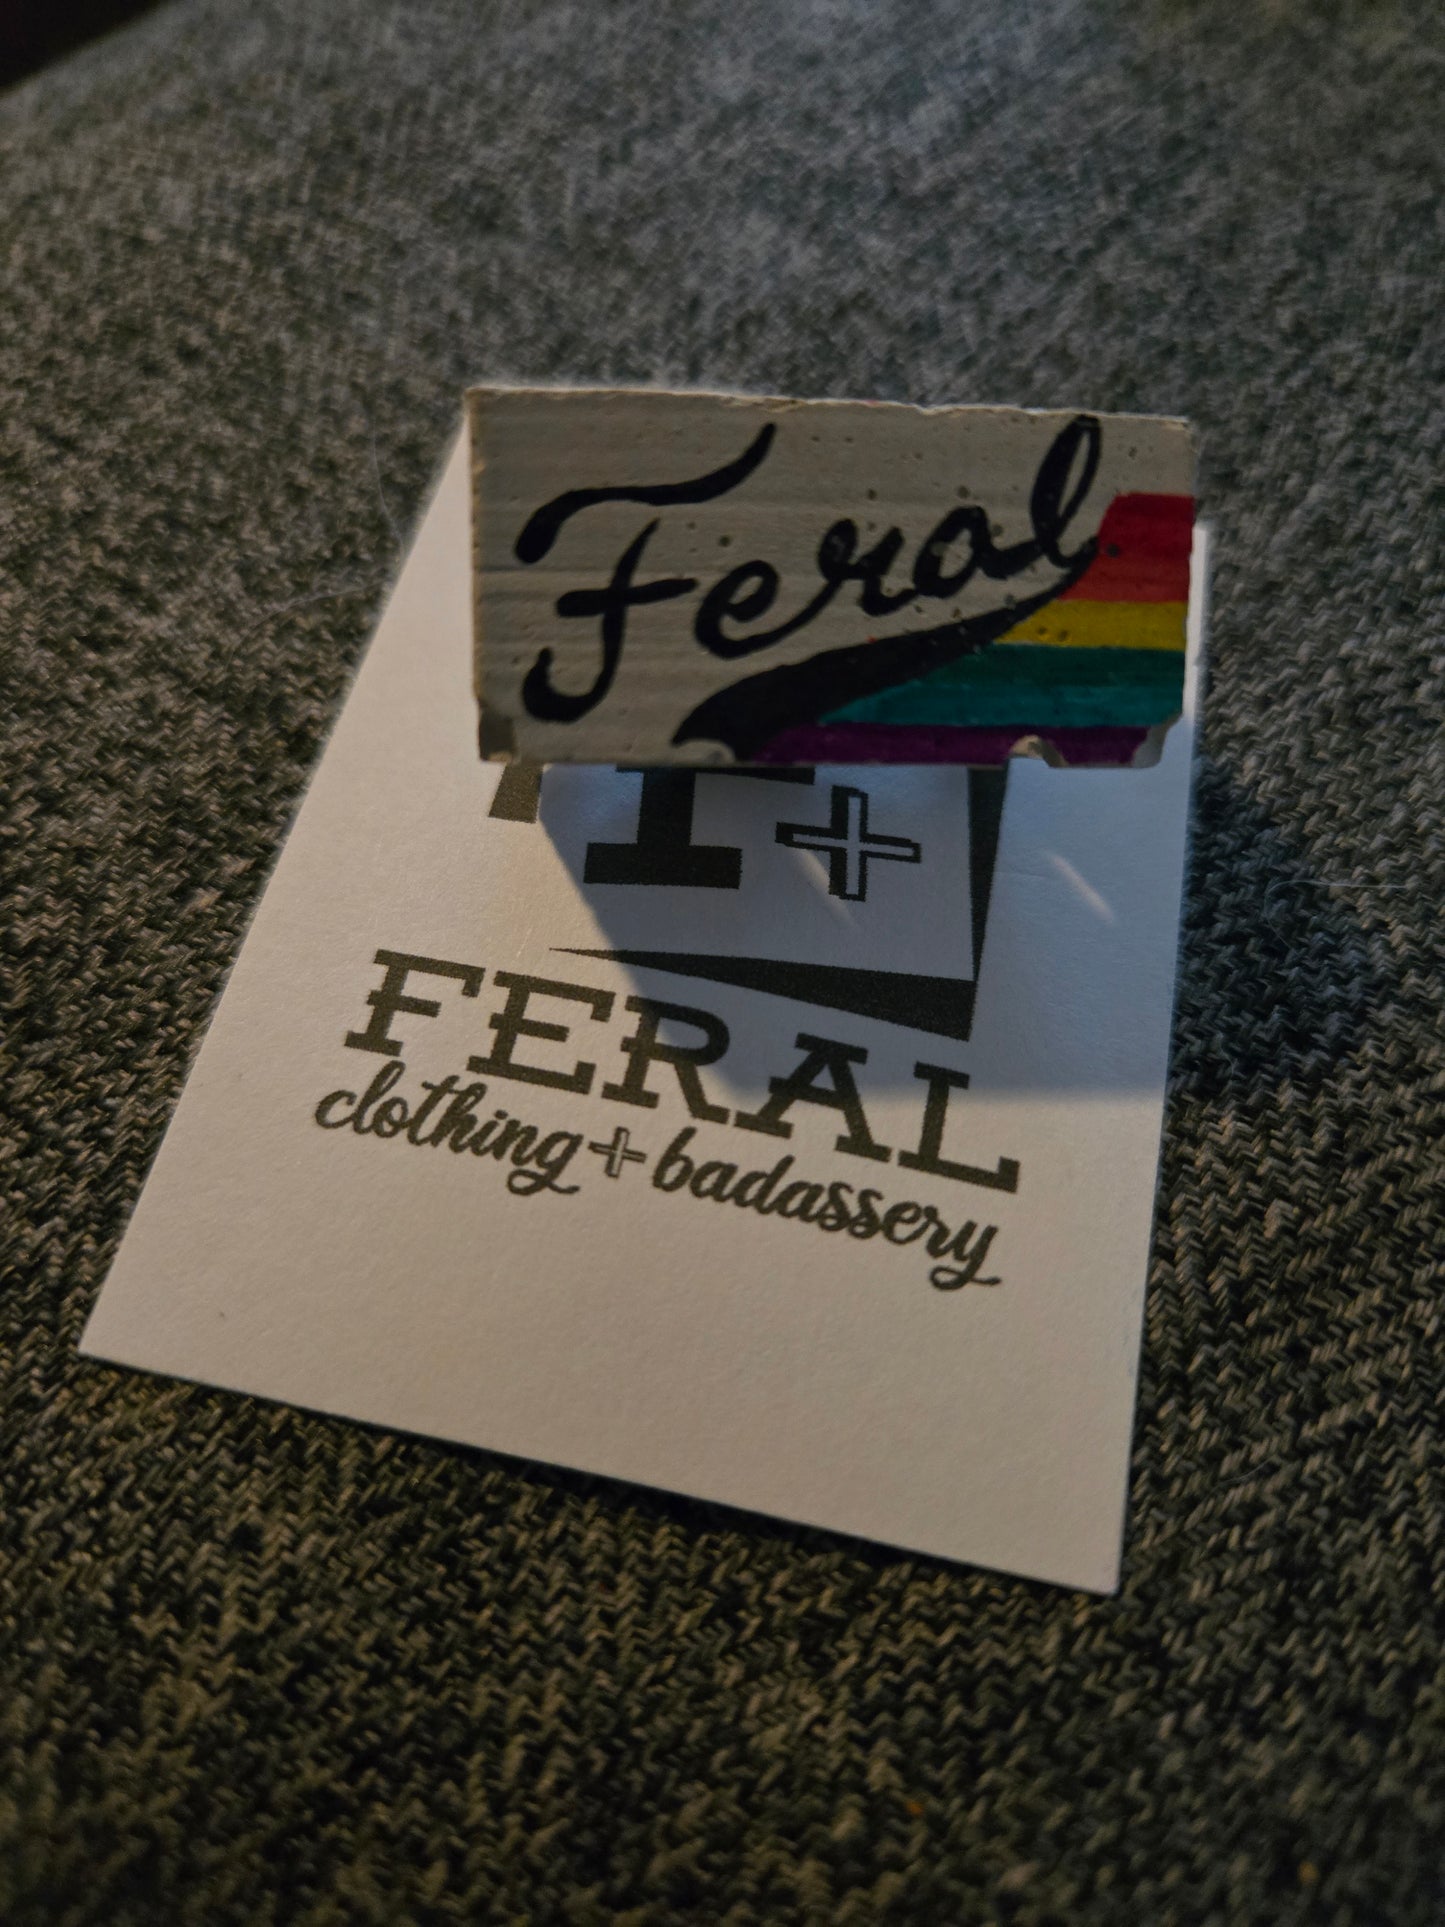 Feral
F+
FERAL
clothing + badassery